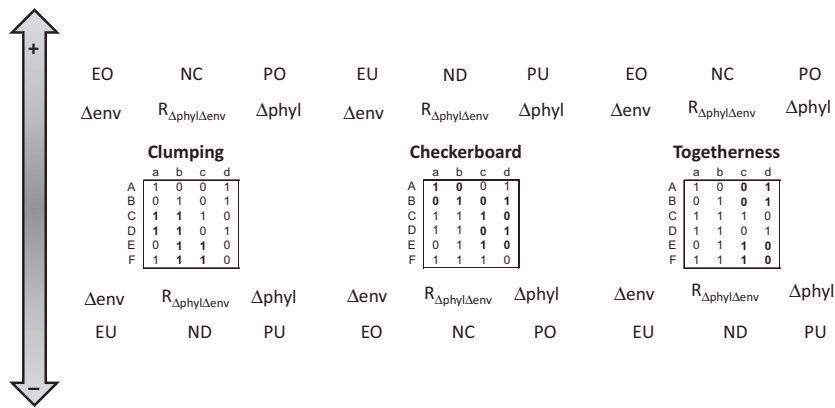 +
EO NC PO EU ND PU EO NC PO
Δenv RΔphylΔenv Δphyl Δenv RΔphylΔenv Δphyl Δenv RΔphylΔenv Δphyl
Clumping Checkerboard Togetherness
a b c d a b c d a b c d
A 1 0 0 1 A 1 0 0 1 A 1 0 0 1
B 0 1 0 1 B 0 1 0 1 B 0 1 0 1
C 1 1 1 0 C 1 1 1 0 C 1 1 1 0
D 1 1 0 1 D 1 1 0 1 D 1 1 0 1
E 0 1 1 0 E 0 1 1 0 E 0 1 1 0
F 1 1 1 0 F 1 1 1 0 F 1 1 1 0
Δenv RΔphylΔenv Δphyl Δenv RΔphylΔenv Δphyl Δenv RΔphylΔenv Δphyl
EU ND PU EO NC PO EU ND PU
–